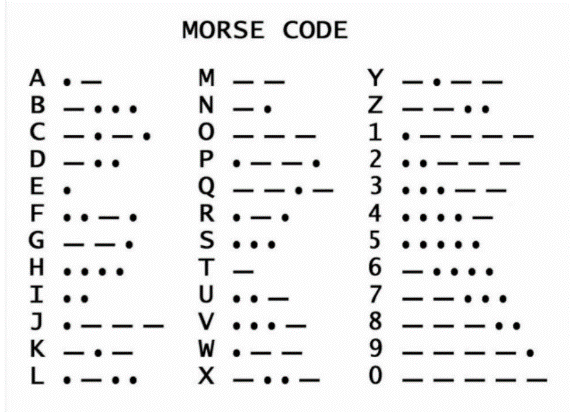 MORSE CODE
A •— M —— Y —•——
B —••• N —• Z ——••
C —•—• O ——— 1 •————
D —•• P •——• 2 ••———
E • Q ——•— 3 •••——
F ••—• R •—• 4 ••••—
G ——• S ••• 5 •••••
H •••• T — 6 —••••
I •• U ••— 7 ——•••
J •——— V •••— 8 ———••
K —•— W •—— 9 ————•
L •—•• X —••— 0 —————